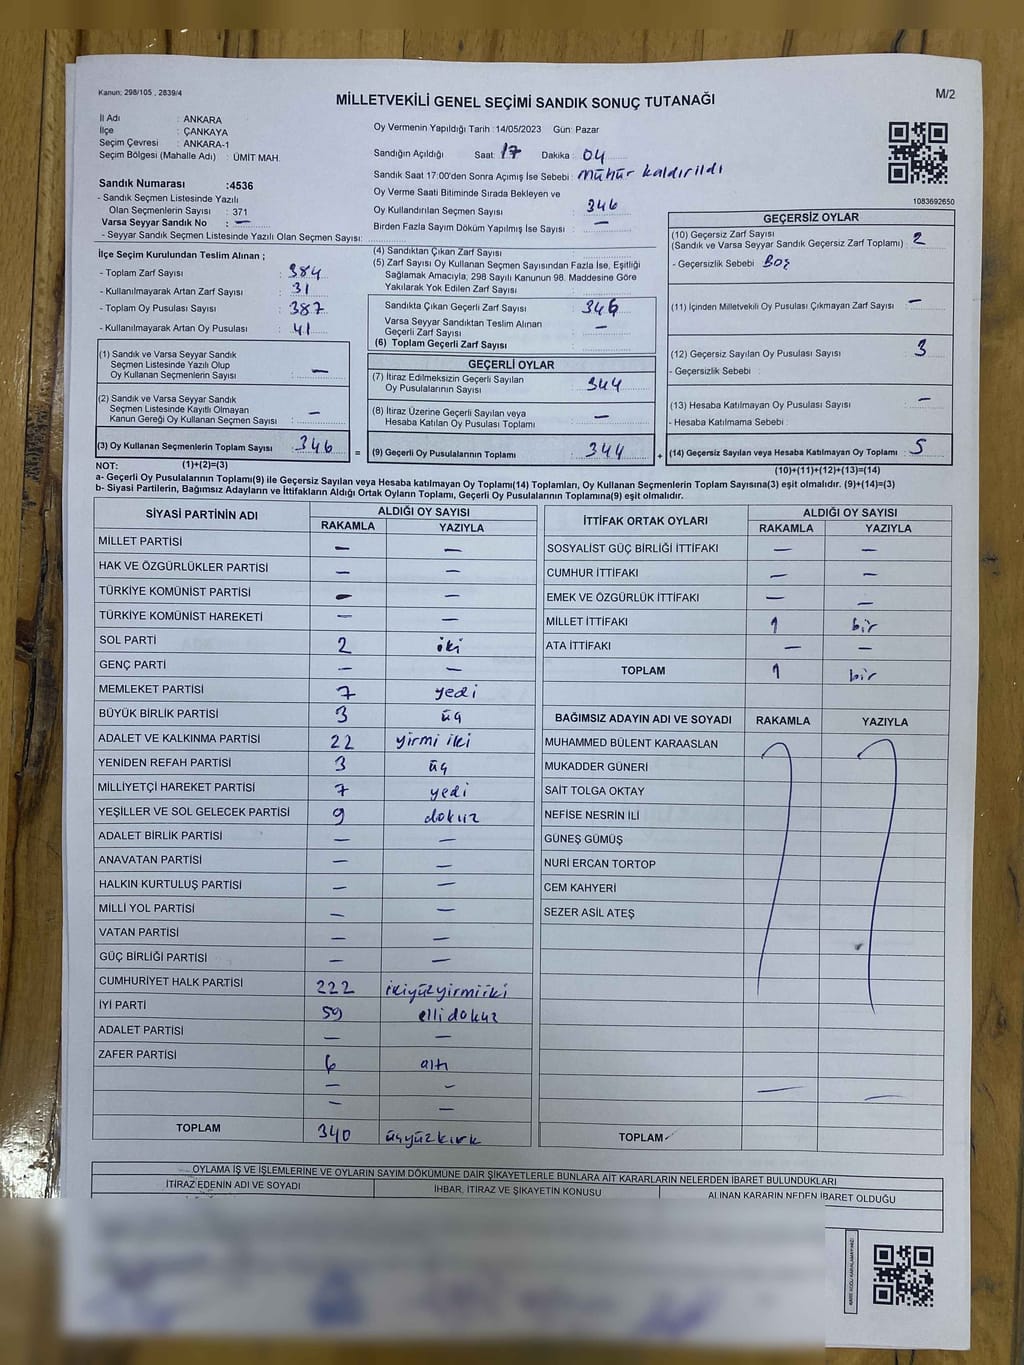 Kanun: 298/105 , 2839/4
MİLLETVEKİLİ GENEL SEÇİMİ SANDIK SONUÇ TUTANAĞI
M/2
İl Adı : ANKARA
İlçe : ÇANKAYA
Seçim Çevresi : ANKARA-1
Seçim Bölgesi (Mahalle Adı) : ÜMİT MAH.
Sandık Numarası :4536
- Sandık Seçmen Listesinde Yazılı
Olan Seçmenlerin Sayısı : 371
Varsa Seyyar Sandık No : —
- Seyyar Sandık Seçmen Listesinde Yazılı Olan Seçmen Sayısı:
Oy Vermenin Yapıldığı Tarih :14/05/2023 Gün: Pazar
Sandığın Açıldığı Saat : 17 Dakika : 04
Sandık Saat 17:00'den Sonra Açımış İse Sebebi : mühür kaldırıldı
Oy Verme Saati Bitiminde Sırada Bekleyen ve
Oy Kullandırılan Seçmen Sayısı : 346
Birden Fazla Sayım Döküm Yapılmış İse Sayısı : —
1083692650
İlçe Seçim Kurulundan Teslim Alınan ;
- Toplam Zarf Sayısı : 384
- Kullanılmayarak Artan Zarf Sayısı : 31
- Toplam Oy Pusulası Sayısı : 387
- Kullanılmayarak Artan Oy Pusulası : 41
(1) Sandık ve Varsa Seyyar Sandık
Seçmen Listesinde Yazılı Olup
Oy Kullanan Seçmenlerin Sayısı : —
(2) Sandık ve Varsa Seyyar Sandık
Seçmen Listesinde Kayıtlı Olmayan
Kanun Gereği Oy Kullanan Seçmen Sayısı : —
(3) Oy Kullanan Seçmenlerin Toplam Sayısı : 346
(4) Sandıktan Çıkan Zarf Sayısı :
(5) Zarf Sayısı Oy Kullanan Seçmen Sayısından Fazla İse, Eşitliği
Sağlamak Amacıyla, 298 Sayılı Kanunun 98. Maddesine Göre
Yakılarak Yok Edilen Zarf Sayısı :
Sandıkta Çıkan Geçerli Zarf Sayısı : 346
Varsa Seyyar Sandıktan Teslim Alınan
Geçerli Zarf Sayısı : —
(6) Toplam Geçerli Zarf Sayısı :
GEÇERLİ OYLAR
(7) İtiraz Edilmeksizin Geçerli Sayılan
Oy Pusulalarının Sayısı : 344
(8) İtiraz Üzerine Geçerli Sayılan veya
Hesaba Katılan Oy Pusulası Toplamı : —
= (9) Geçerli Oy Pusulalarının Toplamı : 344
GEÇERSİZ OYLAR
(10) Geçersiz Zarf Sayısı
(Sandık ve Varsa Seyyar Sandık Geçersiz Zarf Toplamı) : 2
- Geçersizlik Sebebi : Boş
(11) İçinden Milletvekili Oy Pusulası Çıkmayan Zarf Sayısı : —
(12) Geçersiz Sayılan Oy Pusulası Sayısı : 3
- Geçersizlik Sebebi :
(13) Hesaba Katılmayan Oy Pusulası Sayısı : —
- Hesaba Katılmama Sebebi :
+ (14) Geçersiz Sayılan veya Hesaba Katılmayan Oy Toplamı : 5
NOT: (1)+(2)=(3)
(10)+(11)+(12)+(13)=(14)
a- Geçerli Oy Pusulalarının Toplamı(9) ile Geçersiz Sayılan veya Hesaba katılmayan Oy Toplamı(14) Toplamları, Oy Kullanan Seçmenlerin Toplam Sayısına(3) eşit olmalıdır. (9)+(14)=(3)
b- Siyasi Partilerin, Bağımsız Adayların ve İttifakların Aldığı Ortak Oyların Toplamı, Geçerli Oy Pusulalarının Toplamına(9) eşit olmalıdır.
SİYASİ PARTİNİN ADI ALDIĞI OY SAYISI
RAKAMLA YAZIYLA
MİLLET PARTİSİ — —
HAK VE ÖZGÜRLÜKLER PARTİSİ — —
TÜRKİYE KOMÜNİST PARTİSİ — —
TÜRKİYE KOMÜNİST HAREKETİ — —
SOL PARTİ 2 iki
GENÇ PARTİ — —
MEMLEKET PARTİSİ 7 yedi
BÜYÜK BİRLİK PARTİSİ 3 üç
ADALET VE KALKINMA PARTİSİ 22 yirmi iki
YENİDEN REFAH PARTİSİ 3 üç
MİLLİYETÇİ HAREKET PARTİSİ 7 yedi
YEŞİLLER VE SOL GELECEK PARTİSİ 9 dokuz
ADALET BİRLİK PARTİSİ — —
ANAVATAN PARTİSİ — —
HALKIN KURTULUŞ PARTİSİ — —
MİLLİ YOL PARTİSİ — —
VATAN PARTİSİ — —
GÜÇ BİRLİĞİ PARTİSİ — —
CUMHURİYET HALK PARTİSİ 222 ikiyüzyirmiiki
İYİ PARTİ 59 ellidokuz
ADALET PARTİSİ — —
ZAFER PARTİSİ 6 altı
— —
— —
TOPLAM 340 üçyüzkırk
İTTİFAK ORTAK OYLARI ALDIĞI OY SAYISI
RAKAMLA YAZIYLA
SOSYALİST GÜÇ BİRLİĞİ İTTİFAKI — —
CUMHUR İTTİFAKI — —
EMEK VE ÖZGÜRLÜK İTTİFAKI — —
MİLLET İTTİFAKI 1 bir
ATA İTTİFAKI — —
TOPLAM 1 bir
BAĞIMSIZ ADAYIN ADI VE SOYADI RAKAMLA YAZIYLA
MUHAMMED BÜLENT KARAASLAN
MUKADDER GÜNERİ
SAİT TOLGA OKTAY
NEFİSE NESRİN İLİ
GÜNEŞ GÜMÜŞ
NURİ ERCAN TORTOP
CEM KAHYERİ
SEZER ASİL ATEŞ
— —
TOPLAM
OYLAMA İŞ VE İŞLEMLERİNE VE OYLARIN SAYIM DÖKÜMÜNE DAİR ŞİKAYETLERLE BUNLARA AİT KARARLARIN NELERDEN İBARET BULUNDUKLARI
İTİRAZ EDENİN ADI VE SOYADI İHBAR, İTİRAZ VE ŞİKAYETİN KONUSU ALINAN KARARIN NEDEN İBARET OLDUĞU